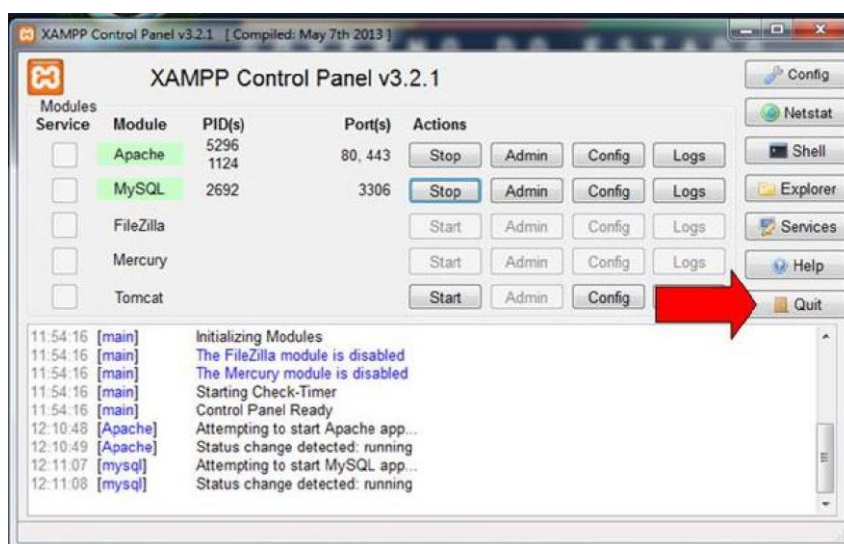 XAMPP Control Panel v3.2.1 [ Compiled: May 7th 2013 ]
XAMPP Control Panel v3.2.1
Config
Modules
Service Module PID(s) Port(s) Actions
Netstat
Apache 5296 1124 80, 443 Stop Admin Config Logs
Shell
MySQL 2692 3306 Stop Admin Config Logs
Explorer
FileZilla Start Admin Config Logs
Services
Mercury Start Admin Config Logs
Help
Tomcat Start Admin Config
Quit
11:54:16 [main] Initializing Modules
11:54:16 [main] The FileZilla module is disabled
11:54:16 [main] The Mercury module is disabled
11:54:16 [main] Starting Check-Timer
11:54:16 [main] Control Panel Ready
12:10:48 [Apache] Attempting to start Apache app...
12:10:49 [Apache] Status change detected: running
12:11:07 [mysql] Attempting to start MySQL app...
12:11:08 [mysql] Status change detected: running